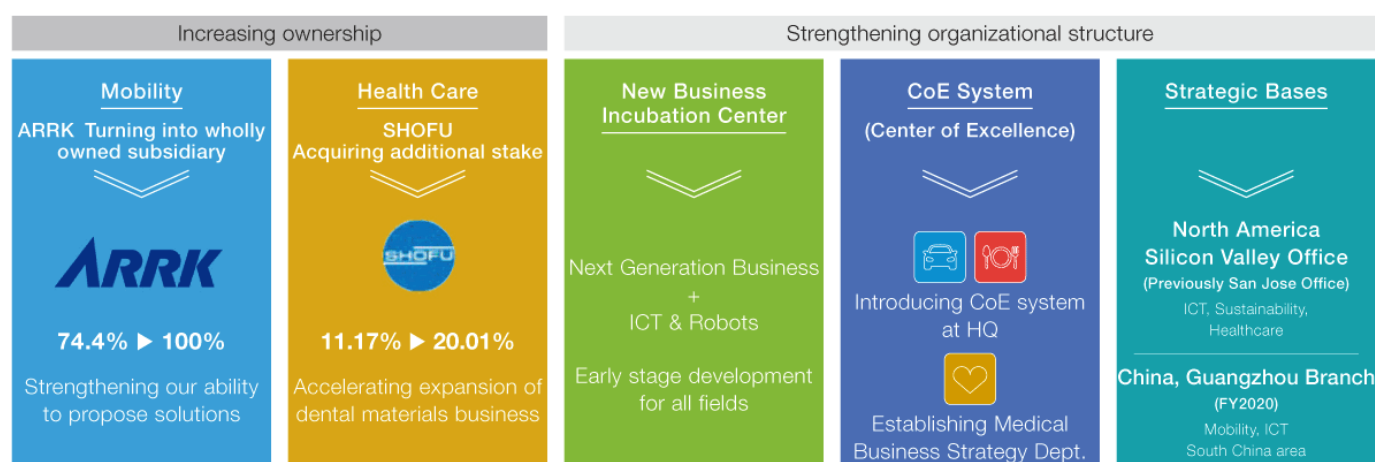 Increasing ownership
Strengthening organizational structure
Mobility
ARRK Turning into wholly
owned subsidiary
ARRK
74.4% ▶ 100%
Strengthening our ability
to propose solutions
Health Care
SHOFU
Acquiring additional stake
SHOFU
11.17% ▶ 20.01%
Accelerating expansion of
dental materials business
New Business
Incubation Center
Next Generation Business
+
ICT & Robots
Early stage development
for all fields
CoE System
(Center of Excellence)
Introducing CoE system
at HQ
Establishing Medical
Business Strategy Dept.
Strategic Bases
North America
Silicon Valley Office
(Previously San Jose Office)
ICT, Sustainability,
Healthcare
China, Guangzhou Branch
(FY2020)
Mobility, ICT
South China area